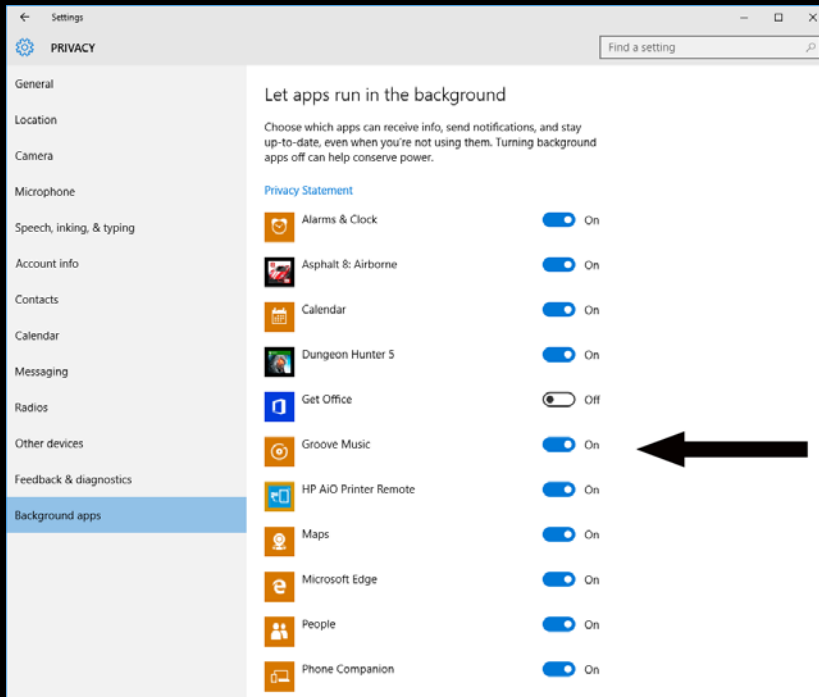 Settings
PRIVACY
Find a setting
General
Location
Camera
Microphone
Speech, inking, & typing
Account info
Contacts
Calendar
Messaging
Radios
Other devices
Feedback & diagnostics
Background apps
Let apps run in the background
Choose which apps can receive info, send notifications, and stay
up-to-date, even when you're not using them. Turning background
apps off can help conserve power.
Privacy Statement
Alarms & Clock On
Asphalt 8: Airborne On
Calendar On
Dungeon Hunter 5 On
Get Office Off
Groove Music On
HP AiO Printer Remote On
Maps On
Microsoft Edge On
People On
Phone Companion On